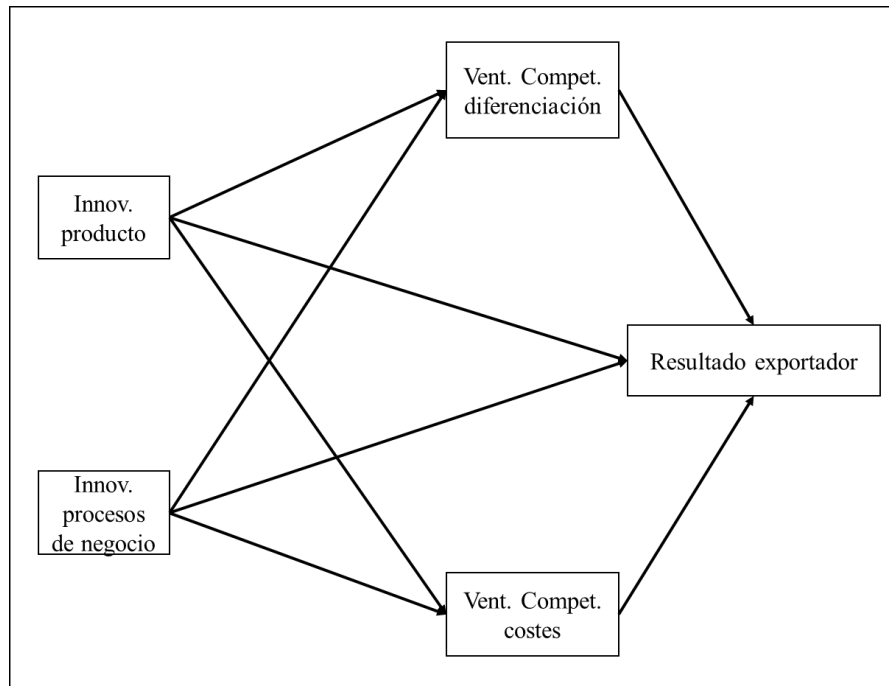 Vent. Compet.
diferenciación
Innov.
producto
Resultado exportador
Innov.
procesos
de negocio
Vent. Compet.
costes